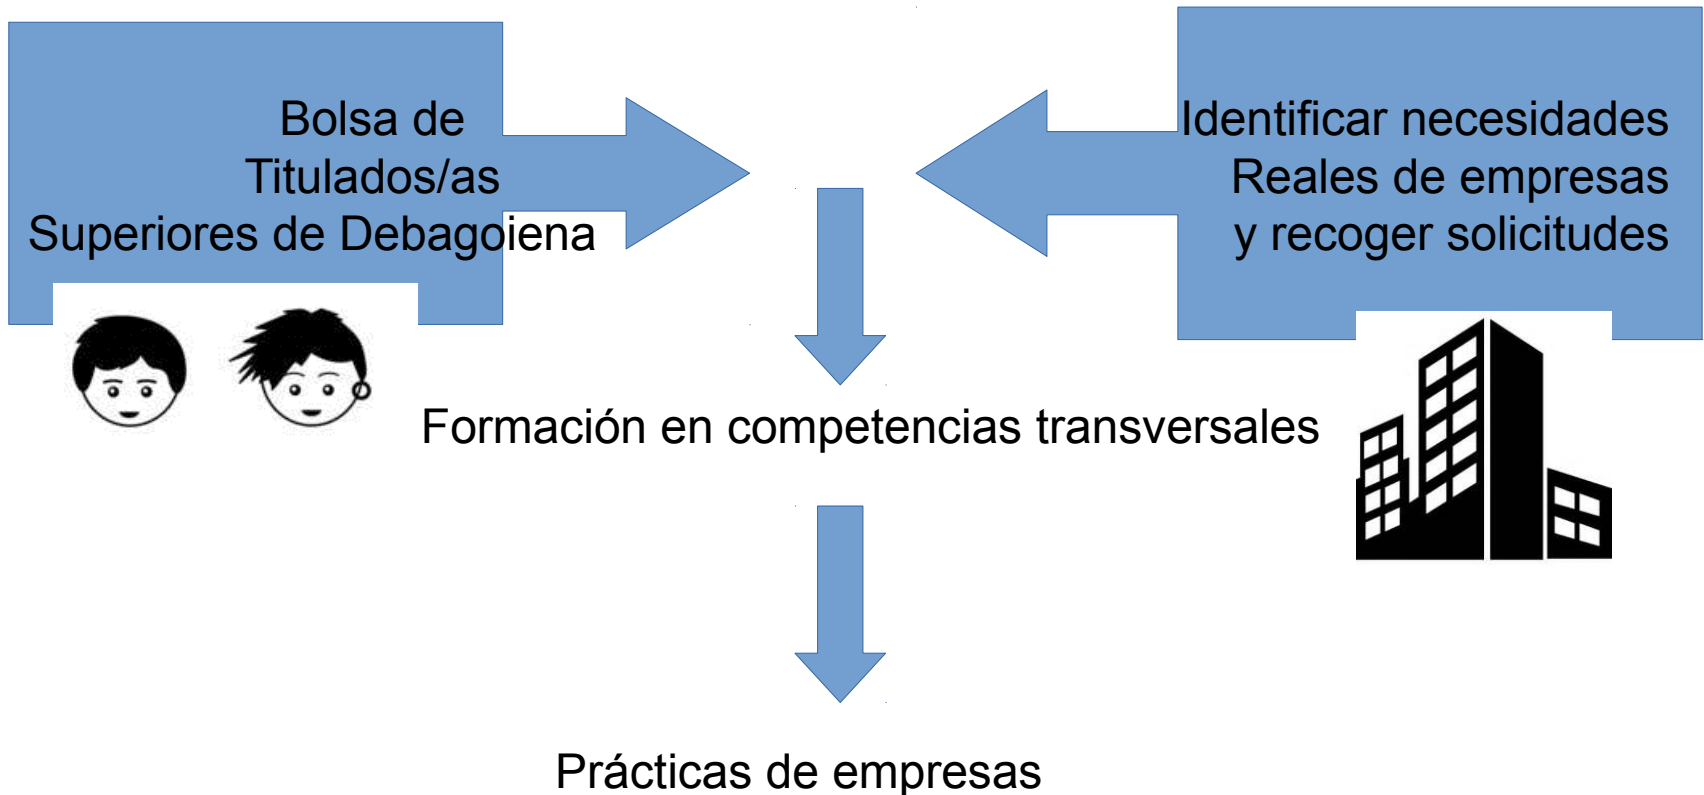 Bolsa de
Titulados/as
Superiores de Debagoiena
Identificar necesidades
Reales de empresas
y recoger solicitudes
Formación en competencias transversales
Prácticas de empresas